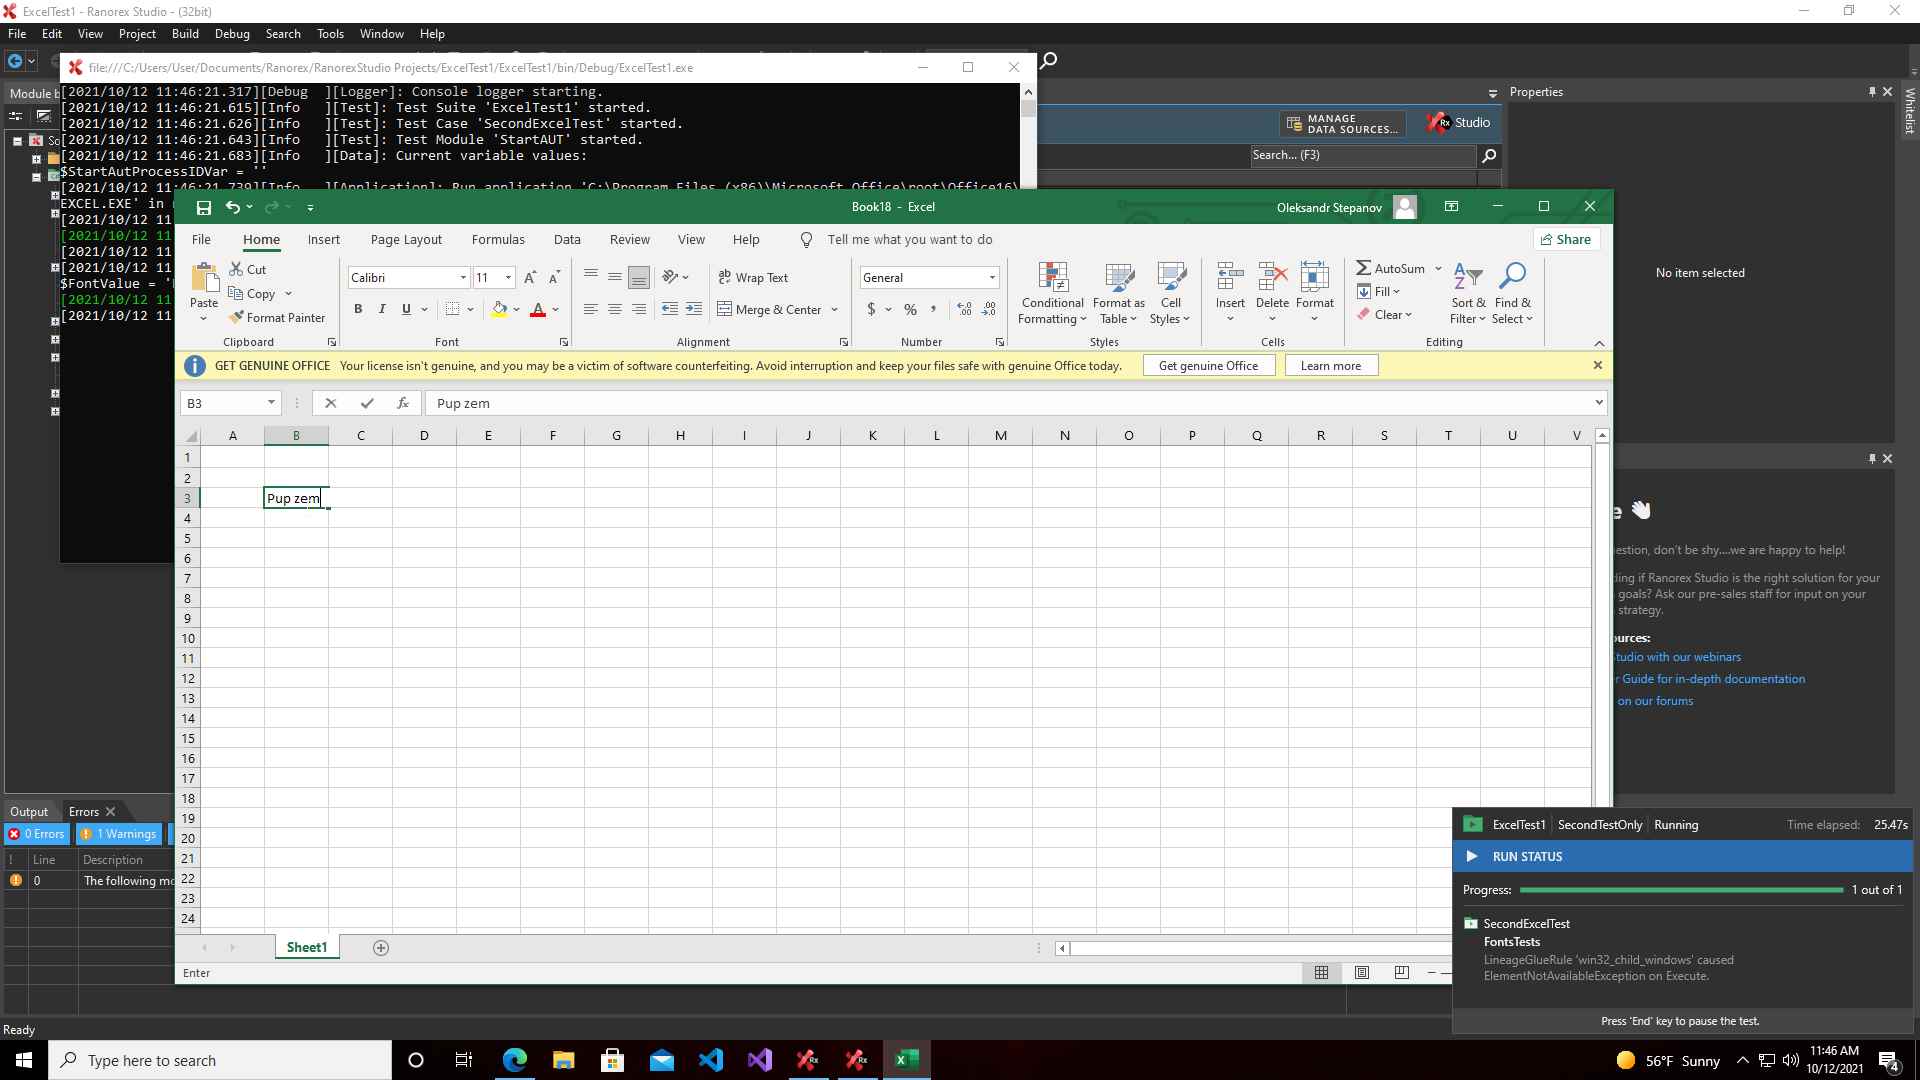 ExcelTest1 - Ranorex Studio - (32bit)
File Edit View Project Build Debug Search Tools Window Help
file:///C:/Users/User/Documents/Ranorex/RanorexStudio Projects/ExcelTest1/ExcelTest1/bin/Debug/ExcelTest1.exe
Module b
[2021/10/12 11:46:21.317][Debug ][Logger]: Console logger starting.
[2021/10/12 11:46:21.615][Info ][Test]: Test Suite 'ExcelTest1' started.
[2021/10/12 11:46:21.626][Info ][Test]: Test Case 'SecondExcelTest' started.
[2021/10/12 11:46:21.643][Info ][Test]: Test Module 'StartAUT' started.
[2021/10/12 11:46:21.683][Info ][Data]: Current variable values:
$StartAutProcessIDVar = ''
[2021/10/12 11:46:21.739][Info ][Application]: Run application 'C:\Program Files (x86)\Microsoft Office\root\Office16\
EXCEL.EXE' in
[2021/10/12 11
[2021/10/12 11
[2021/10/12 11
[2021/10/12 11
$FontValue = '
[2021/10/12 11
[2021/10/12 11
So
Properties
Whitelist
MANAGE
DATA SOURCES...
Rx Studio
Search... (F3)
No item selected
Book18 - Excel
Oleksandr Stepanov
File Home Insert Page Layout Formulas Data Review View Help Tell me what you want to do
Share
Paste
Cut
Copy
Format Painter
Clipboard
Calibri 11
B I U
Font
Wrap Text
Merge & Center
Alignment
General
$ % ,
Number
Conditional Formatting
Format as Table
Cell Styles
Styles
Insert Delete Format
Cells
AutoSum
Fill
Clear
Sort & Filter
Find & Select
Editing
GET GENUINE OFFICE Your license isn't genuine, and you may be a victim of software counterfeiting. Avoid interruption and keep your files safe with genuine Office today. Get genuine Office Learn more
B3 fx Pup zem
A B C D E F G H I J K L M N O P Q R S T U V
1
2
3 Pup zem
4
5
6
7
8
9
10
11
12
13
14
15
16
17
18
19
20
21
22
23
24
Sheet1
Enter
e
estion, don't be shy....we are happy to help!
ding if Ranorex Studio is the right solution for your
goals? Ask our pre-sales staff for input on your
strategy.
ources:
Studio with our webinars
r Guide for in-depth documentation
on our forums
Output Errors
0 Errors 1 Warnings
! Line Description
0 The following mo
Ready
ExcelTest1 SecondTestOnly Running Time elapsed: 25.47s
RUN STATUS
Progress: 1 out of 1
SecondExcelTest
FontsTests
LineageGlueRule 'win32_child_windows' caused
ElementNotAvailableException on Execute.
Press 'End' key to pause the test.
Type here to search
56°F Sunny
11:46 AM
10/12/2021
4